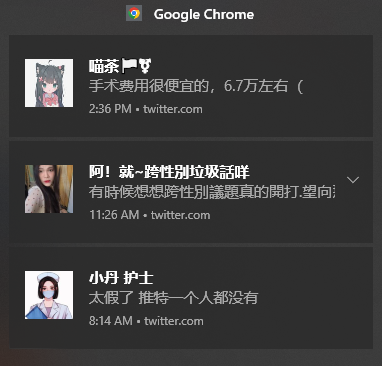 Google Chrome
喵茶🏳️‍⚧️
手术费用很便宜的，6.7万左右（
2:36 PM • twitter.com
阿！就~跨性別垃圾話咩
有時候想想跨性別議題真的開打.望向
11:26 AM • twitter.com
小丹 护士
太假了 推特一个人都没有
8:14 AM • twitter.com